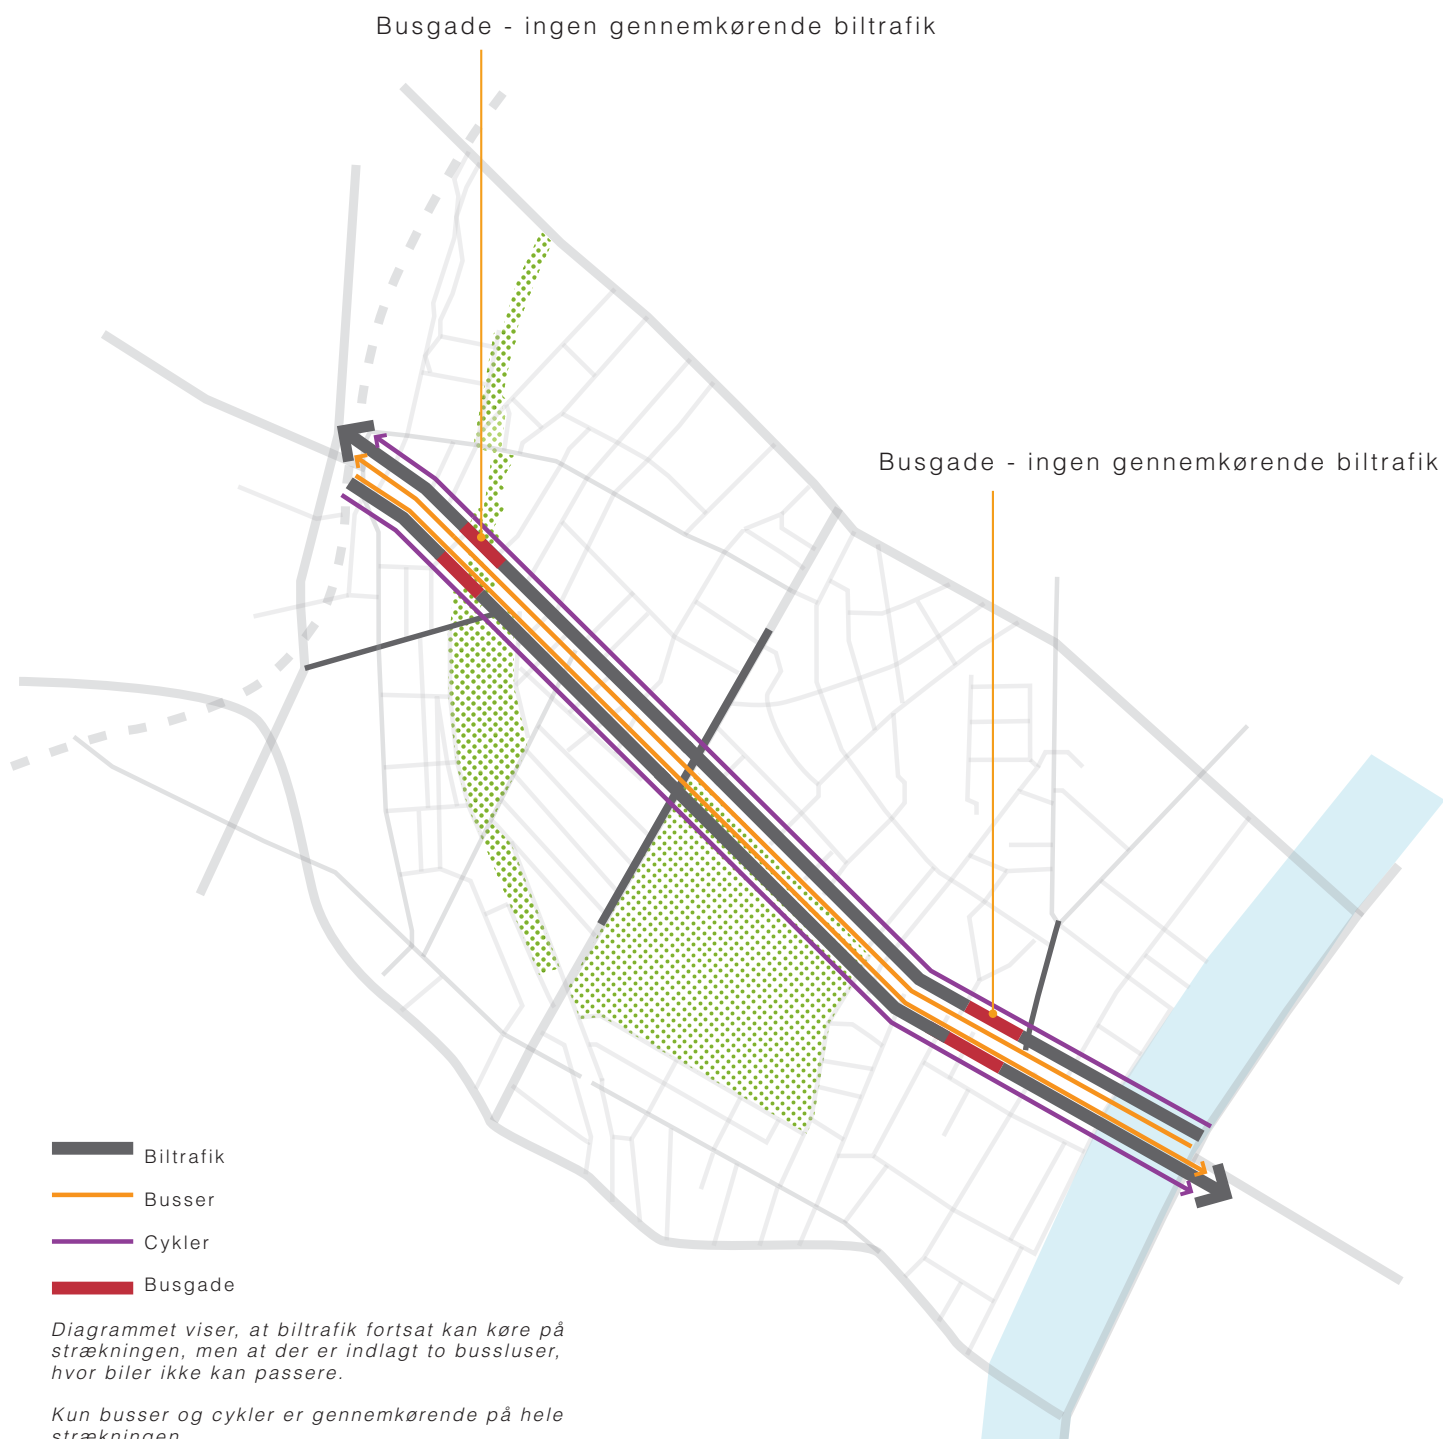 Busgade - ingen gennemkørende biltrafik
Busgade - ingen gennemkørende biltrafik
Biltrafik
Busser
Cykler
Busgade
Diagrammet viser, at biltrafik fortsat kan køre på
strækningen, men at der er indlagt to bussluser,
hvor biler ikke kan passere.
Kun busser og cykler er gennemkørende på hele
strækningen